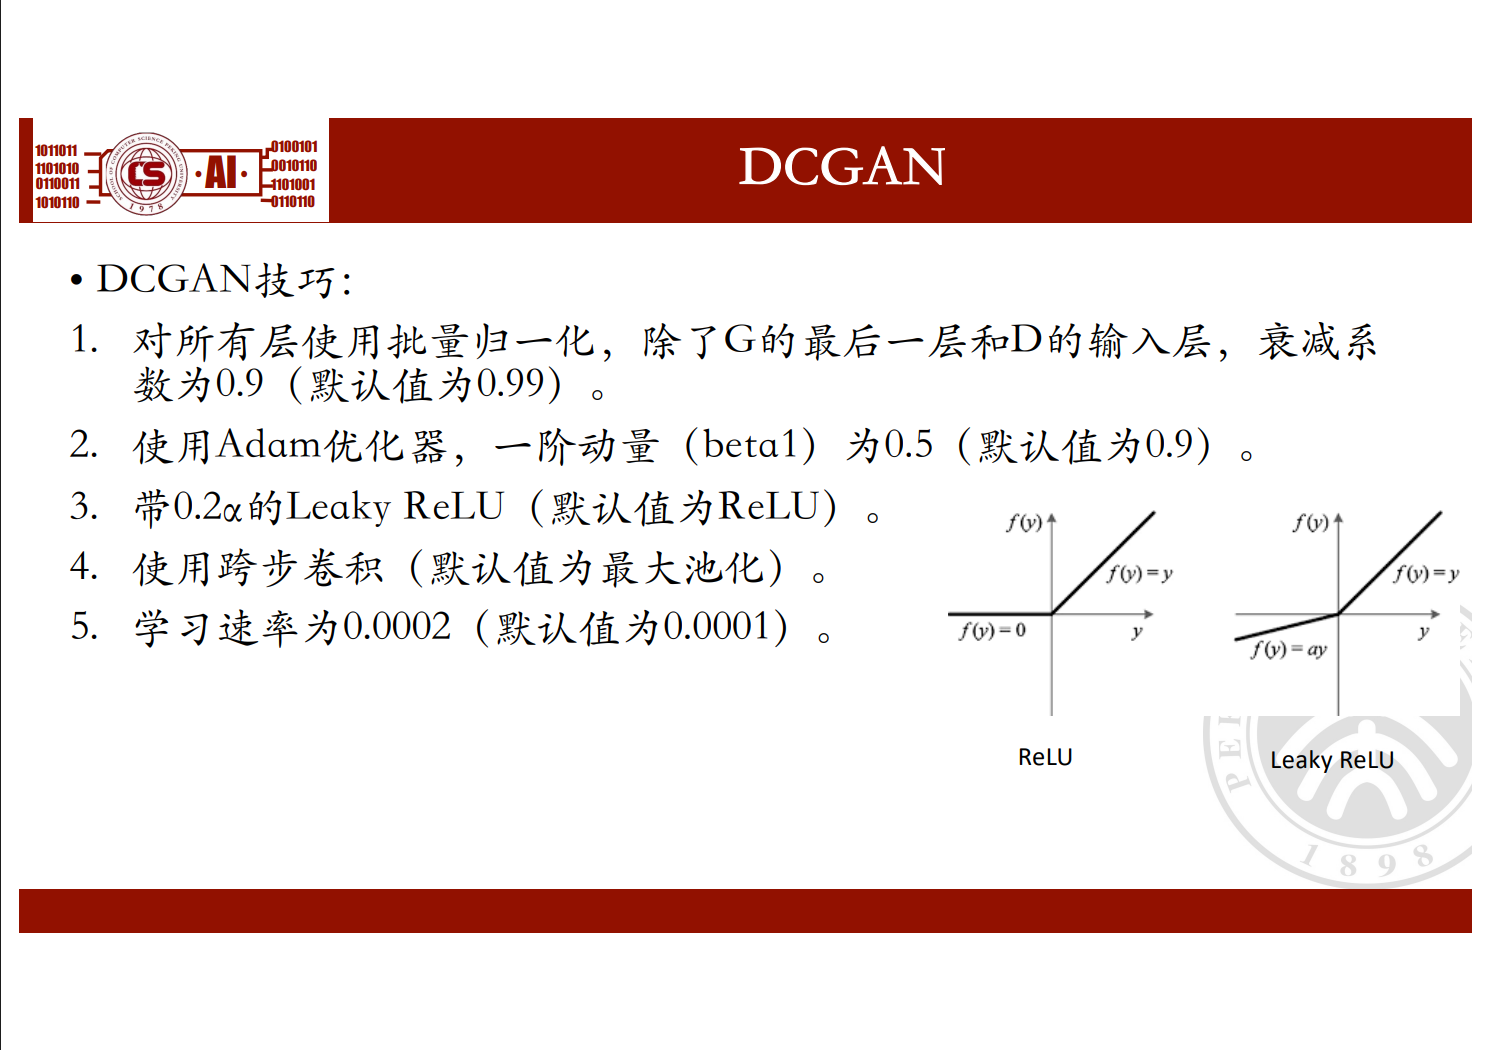 1011011
1101010
0110011
1010110
SCHOOL OF COMPUTER SCIENCE PEKING UNIVERSITY
CS
1978
·AI·
0100101
0010110
1101001
0110110
DCGAN
• DCGAN技巧：
1. 对所有层使用批量归一化，除了G的最后一层和D的输入层，衰减系
数为0.9（默认值为0.99）。
2. 使用Adam优化器，一阶动量（beta1）为0.5（默认值为0.9）。
3. 带0.2α的Leaky ReLU（默认值为ReLU）。
4. 使用跨步卷积（默认值为最大池化）。
5. 学习速率为0.0002（默认值为0.0001）。
f(y)
f(y)=y
f(y)=0
y
ReLU
f(y)
f(y)=y
f(y)=ay
y
Leaky ReLU
1898